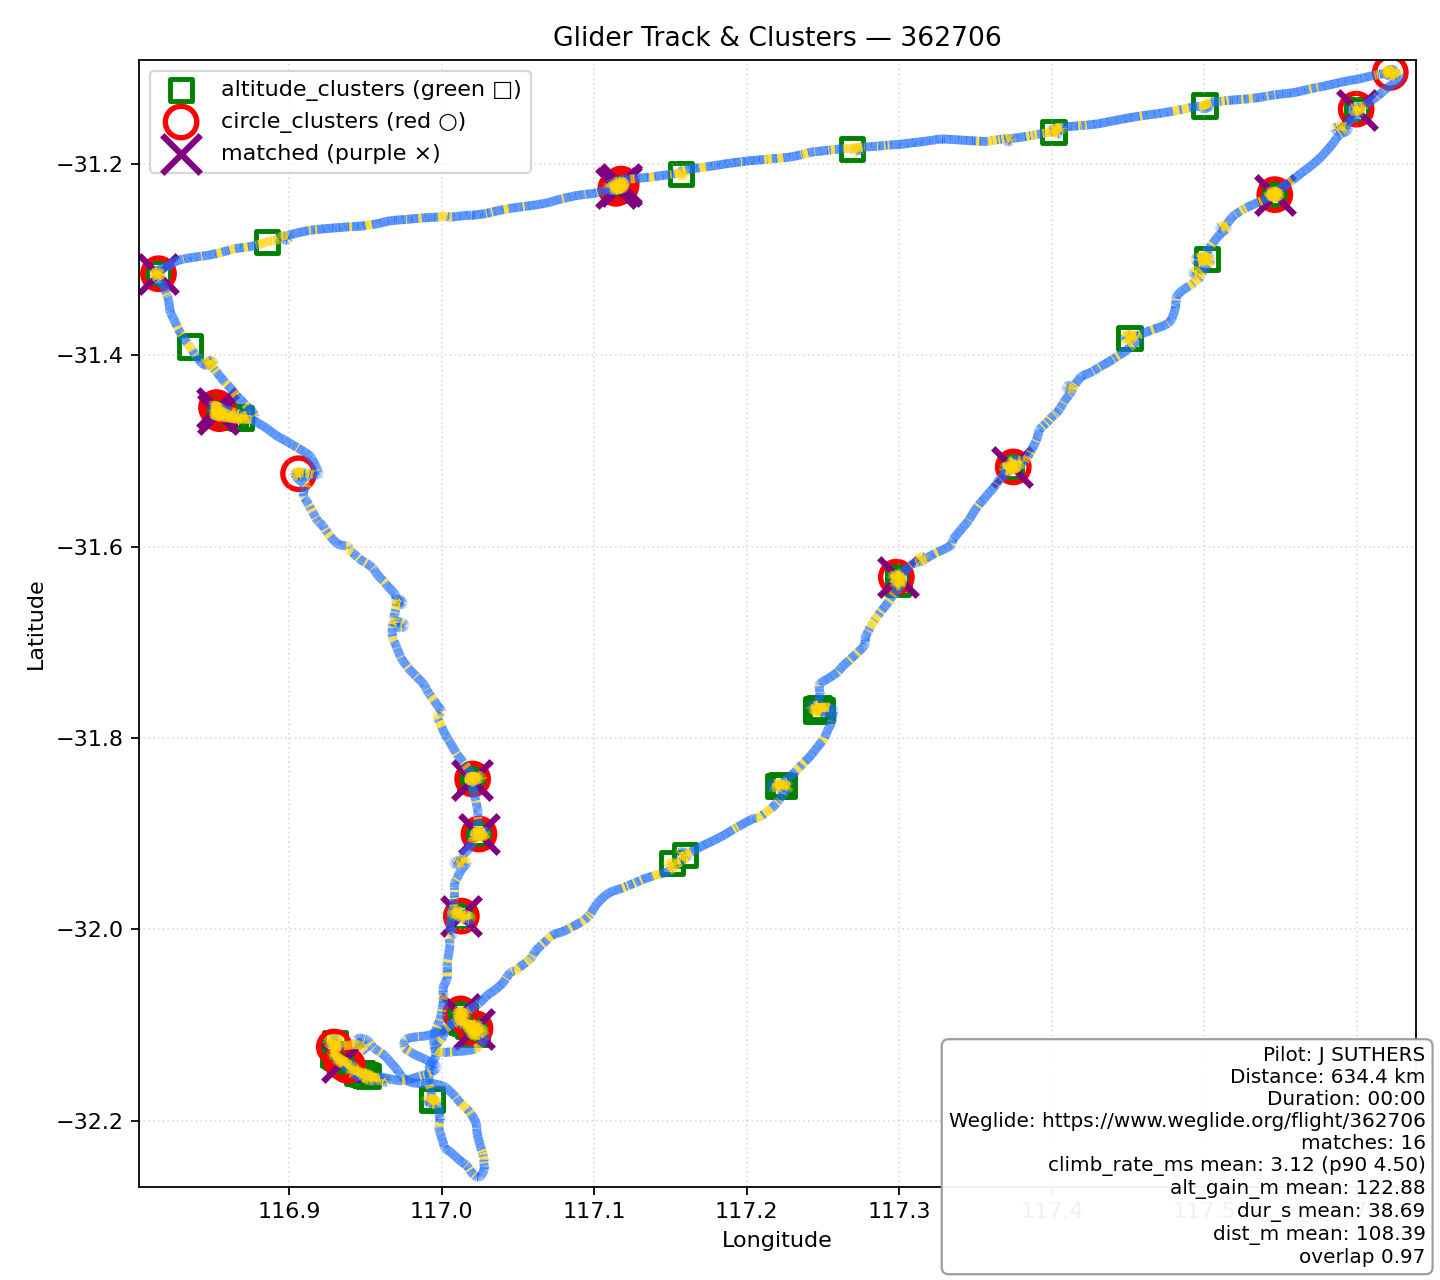 Glider Track & Clusters — 362706
altitude_clusters (green □)
circle_clusters (red ○)
matched (purple ×)
Latitude
−31.2
−31.4
−31.6
−31.8
−32.0
−32.2
116.9
117.0
117.1
117.2
117.3
117.4
Longitude
Pilot: J SUTHERS
Distance: 634.4 km
Duration: 00:00
Weglide: https://www.weglide.org/flight/362706
matches: 16
climb_rate_ms mean: 3.12 (p90 4.50)
alt_gain_m mean: 122.88
dur_s mean: 38.69
dist_m mean: 108.39
overlap 0.97